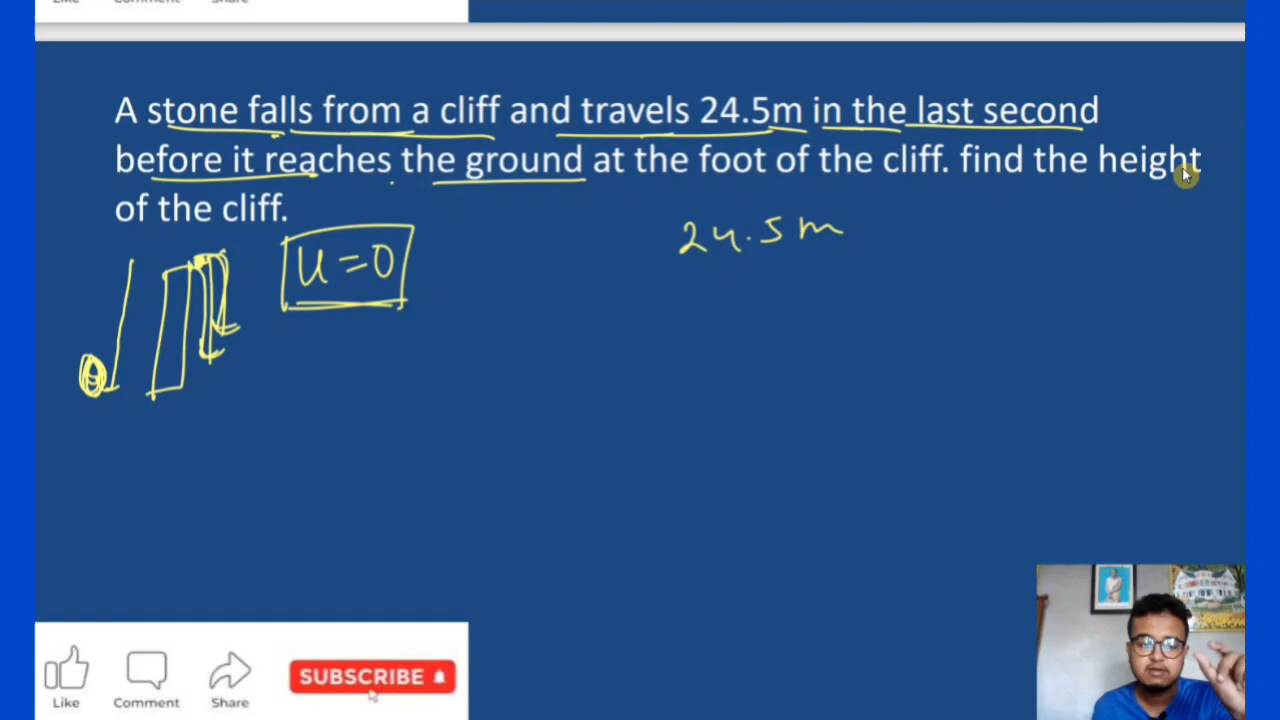 Like Comment Share
A stone falls from a cliff and travels 24.5m in the last second
before it reaches the ground at the foot of the cliff. find the height
of the cliff.
24.5 m
u = 0
Like Comment Share
SUBSCRIBE